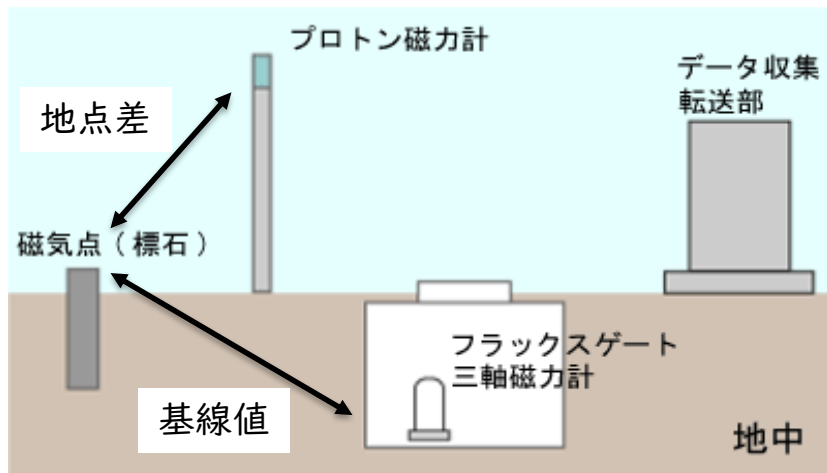 プロトン磁力計
データ収集
転送部
地点差
磁気点(標石)
フラックスゲート
三軸磁力計
基線値
地中